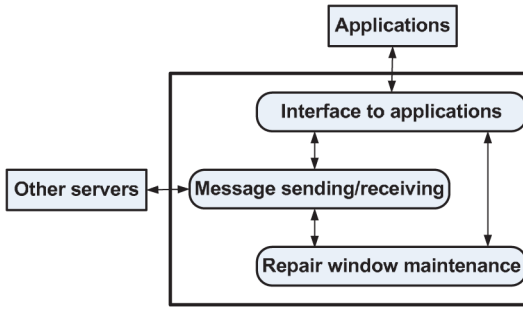 Applications
Interface to applications
Other servers
Message sending/receiving
Repair window maintenance